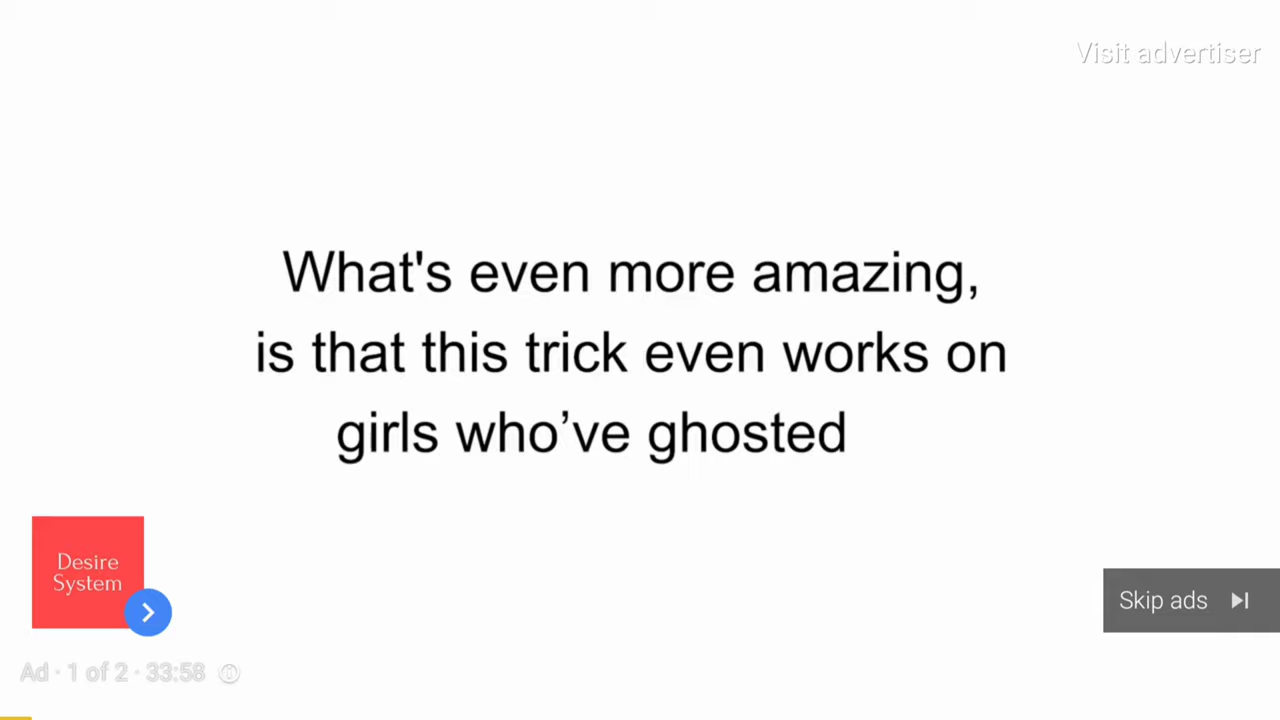 Visit advertiser
What's even more amazing,
is that this trick even works on
girls who’ve ghosted
Desire
System
Skip ads
Ad · 1 of 2 · 33:58